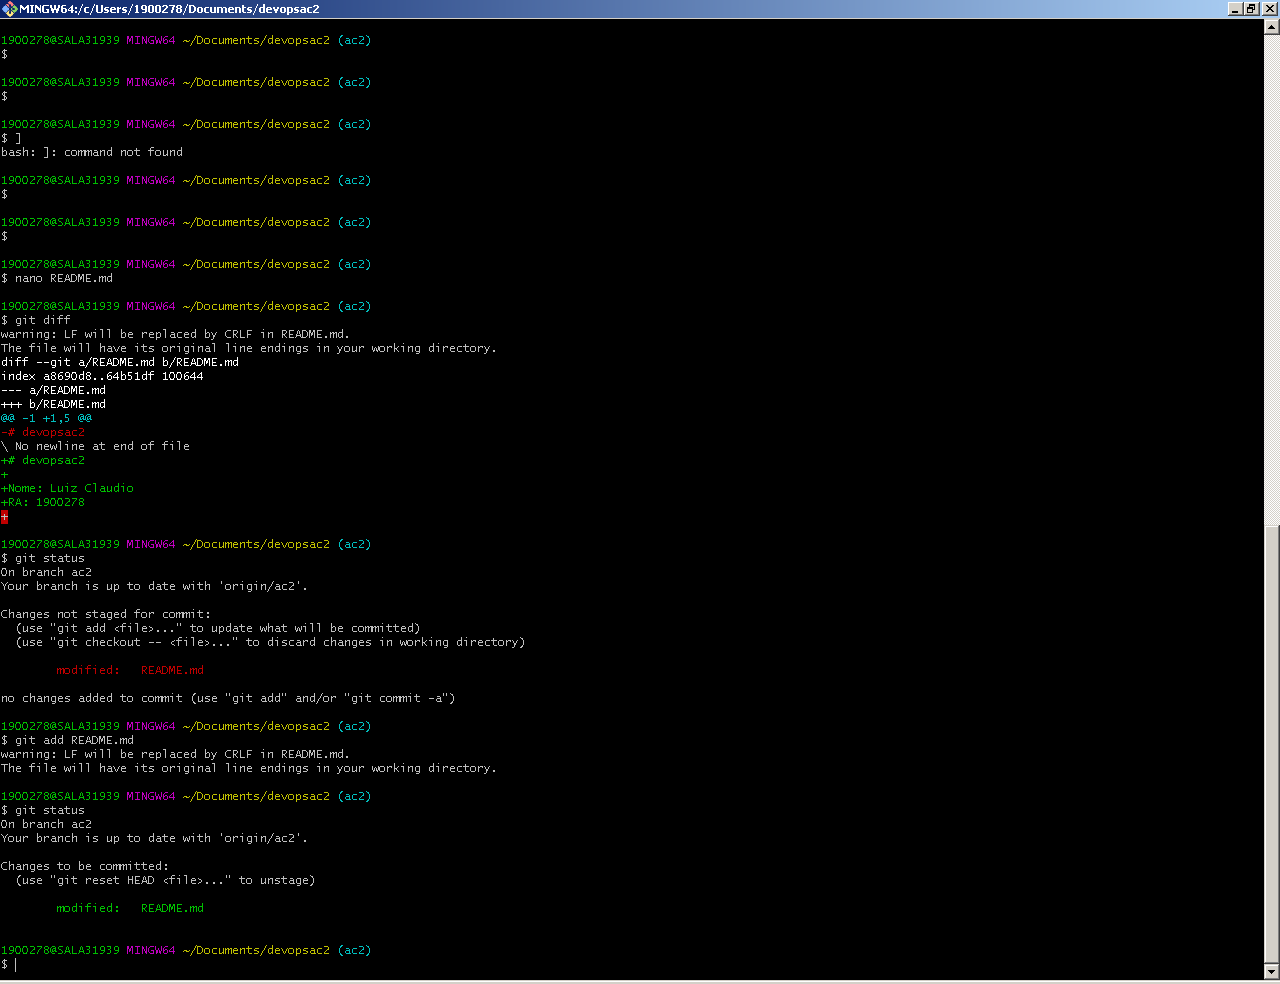 MINGW64:/c/Users/1900278/Documents/devopsac2
1900278@SALA31939 MINGW64 ~/Documents/devopsac2 (ac2)
$
1900278@SALA31939 MINGW64 ~/Documents/devopsac2 (ac2)
$
1900278@SALA31939 MINGW64 ~/Documents/devopsac2 (ac2)
$ ]
bash: ]: command not found
1900278@SALA31939 MINGW64 ~/Documents/devopsac2 (ac2)
$
1900278@SALA31939 MINGW64 ~/Documents/devopsac2 (ac2)
$
1900278@SALA31939 MINGW64 ~/Documents/devopsac2 (ac2)
$ nano README.md
1900278@SALA31939 MINGW64 ~/Documents/devopsac2 (ac2)
$ git diff
warning: LF will be replaced by CRLF in README.md.
The file will have its original line endings in your working directory.
diff --git a/README.md b/README.md
index a8690d8..64b51df 100644
--- a/README.md
+++ b/README.md
@@ -1 +1,5 @@
-# devopsac2
\ No newline at end of file
+# devopsac2
+
+Nome: Luiz Claudio
+RA: 1900278
+
1900278@SALA31939 MINGW64 ~/Documents/devopsac2 (ac2)
$ git status
On branch ac2
Your branch is up to date with 'origin/ac2'.
Changes not staged for commit:
  (use "git add <file>..." to update what will be committed)
  (use "git checkout -- <file>..." to discard changes in working directory)
        modified:   README.md
no changes added to commit (use "git add" and/or "git commit -a")
1900278@SALA31939 MINGW64 ~/Documents/devopsac2 (ac2)
$ git add README.md
warning: LF will be replaced by CRLF in README.md.
The file will have its original line endings in your working directory.
1900278@SALA31939 MINGW64 ~/Documents/devopsac2 (ac2)
$ git status
On branch ac2
Your branch is up to date with 'origin/ac2'.
Changes to be committed:
  (use "git reset HEAD <file>..." to unstage)
        modified:   README.md
1900278@SALA31939 MINGW64 ~/Documents/devopsac2 (ac2)
$